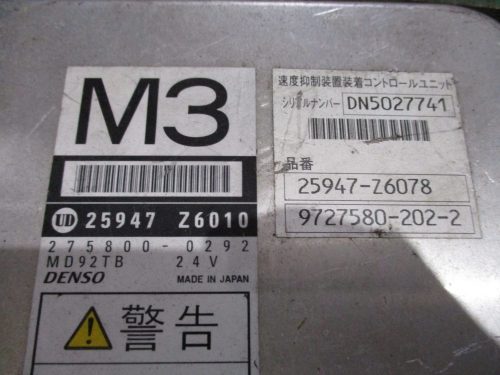 M3
UD 25947 Z6010
275800-0292
MD92TB 24V
DENSO MADE IN JAPAN
警告
速度抑制装置装着コントロールユニット
シリアルナンバー DN5027741
品番
25947-Z6078
9727580-202-2